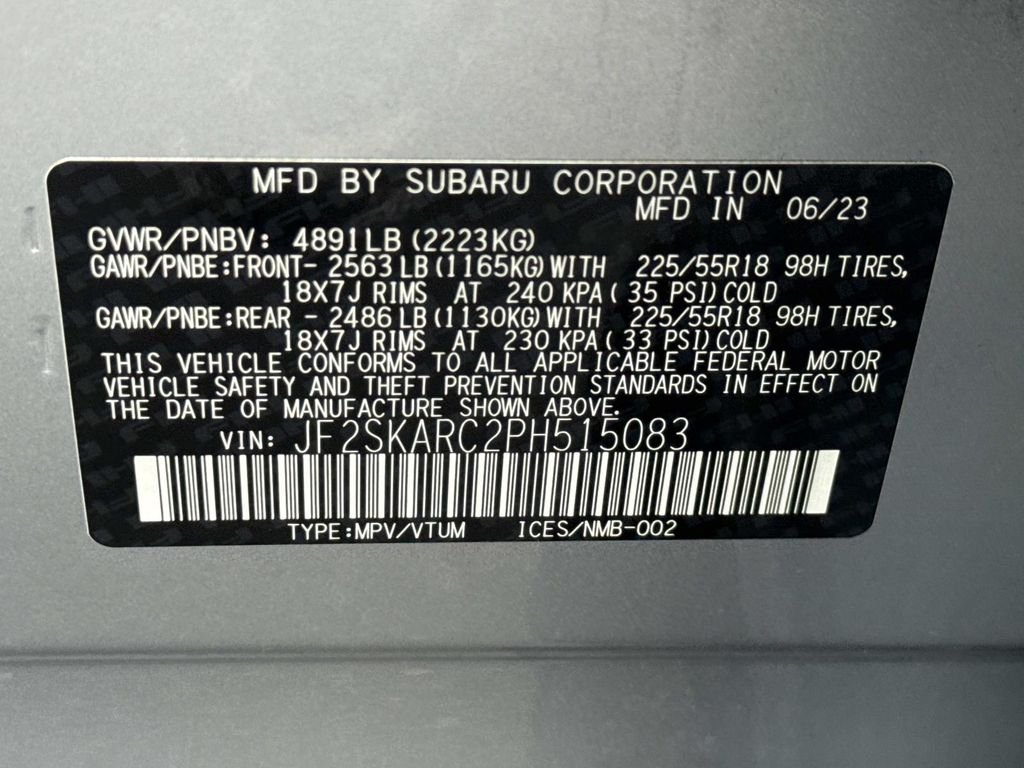 MFD BY SUBARU CORPORATION
MFD IN 06/23
GVWR/PNBV: 4891LB(2223KG)
GAWR/PNBE:FRONT- 2563LB(1165KG)WITH 225/55R18 98H TIRES,
18X7J RIMS AT 240 KPA( 35 PSI)COLD
GAWR/PNBE:REAR - 2486LB(1130KG)WITH 225/55R18 98H TIRES,
18X7J RIMS AT 230 KPA( 33 PSI)COLD
THIS VEHICLE CONFORMS TO ALL APPLICABLE FEDERAL MOTOR
VEHICLE SAFETY AND THEFT PREVENTION STANDARDS IN EFFECT ON
THE DATE OF MANUFACTURE SHOWN ABOVE.
VIN: JF2SKARC2PH515083
TYPE:MPV/VTUM ICES/NMB-002